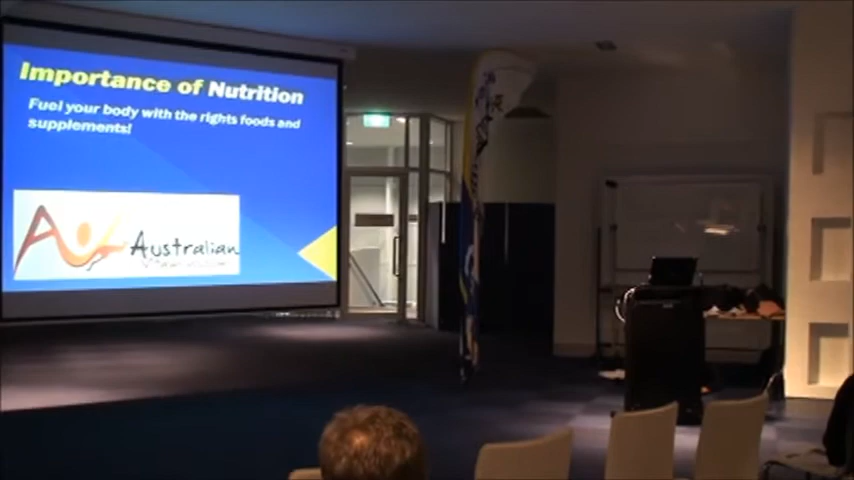 Importance of Nutrition
Fuel your body with the rights foods and
supplements!
Australian